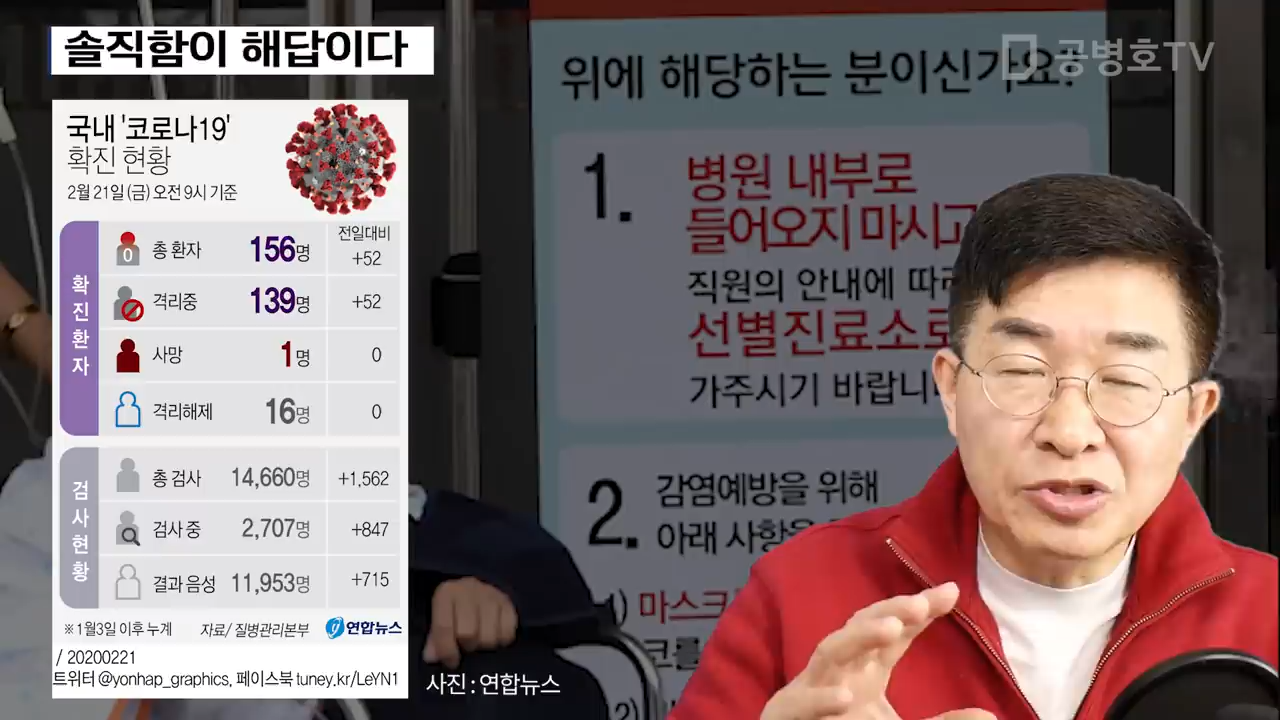 솔직함이 해답이다
공병호TV
국내 '코로나19'
확진 현황
2월 21일(금) 오전 9시 기준
전일대비
확진환자
총 환자 156명 +52
격리중 139명 +52
사망 1명 0
격리해제 16명 0
검사현황
총 검사 14,660명 +1,562
검사 중 2,707명 +847
결과 음성 11,953명 +715
※ 1월3일 이후 누계 자료/ 질병관리본부 연합뉴스
/ 20200221
트위터 @yonhap_graphics, 페이스북 tuney.kr/LeYN1
사진 : 연합뉴스
위에 해당하는 분이신가요?
1. 병원 내부로
들어오지 마시고
직원의 안내에
선별진료소로
가주시기
2. 감염예방을 위해
아래 사항을
1)
2)